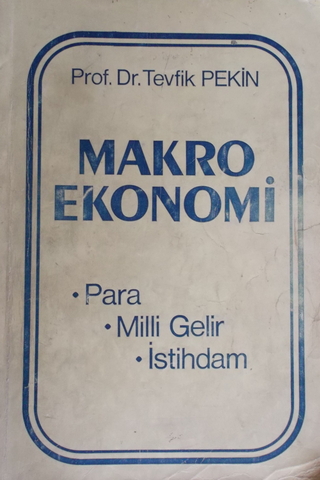 Prof. Dr. Tevfik PEKİN
MAKRO
EKONOMİ
• Para
• Milli Gelir
• İstihdam